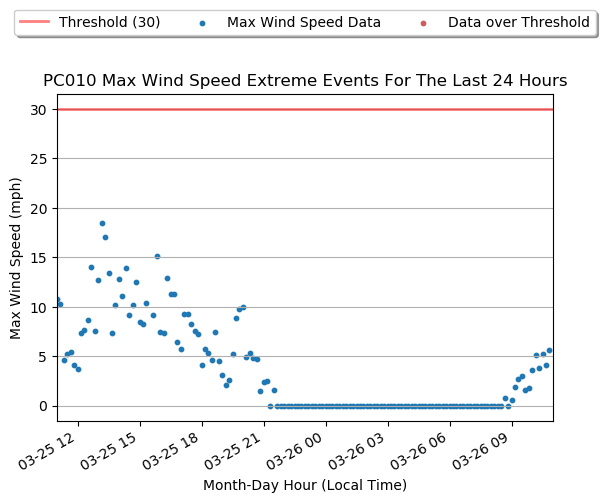 Threshold (30) Max Wind Speed Data Data over Threshold
PC010 Max Wind Speed Extreme Events For The Last 24 Hours
Max Wind Speed (mph)
30
25
20
15
10
5
0
03-25 12 03-25 15 03-25 18 03-25 21 03-26 00 03-26 03 03-26 06 03-26 09
Month-Day Hour (Local Time)